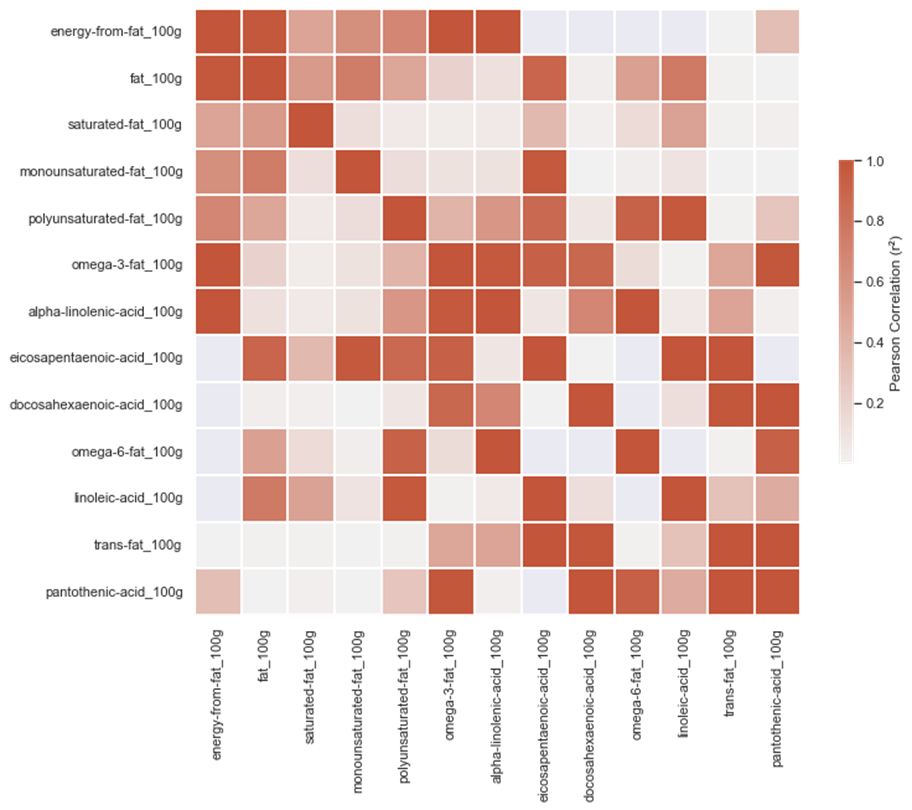 energy-from-fat_100g
fat_100g
saturated-fat_100g
monounsaturated-fat_100g
polyunsaturated-fat_100g
omega-3-fat_100g
alpha-linolenic-acid_100g
eicosapentaenoic-acid_100g
docosahexaenoic-acid_100g
omega-6-fat_100g
linoleic-acid_100g
trans-fat_100g
pantothenic-acid_100g
energy-from-fat_100g
fat_100g
saturated-fat_100g
monounsaturated-fat_100g
polyunsaturated-fat_100g
omega-3-fat_100g
alpha-linolenic-acid_100g
eicosapentaenoic-acid_100g
docosahexaenoic-acid_100g
omega-6-fat_100g
linoleic-acid_100g
trans-fat_100g
pantothenic-acid_100g
1.0
0.8
0.6
0.4
0.2
Pearson Correlation (r²)